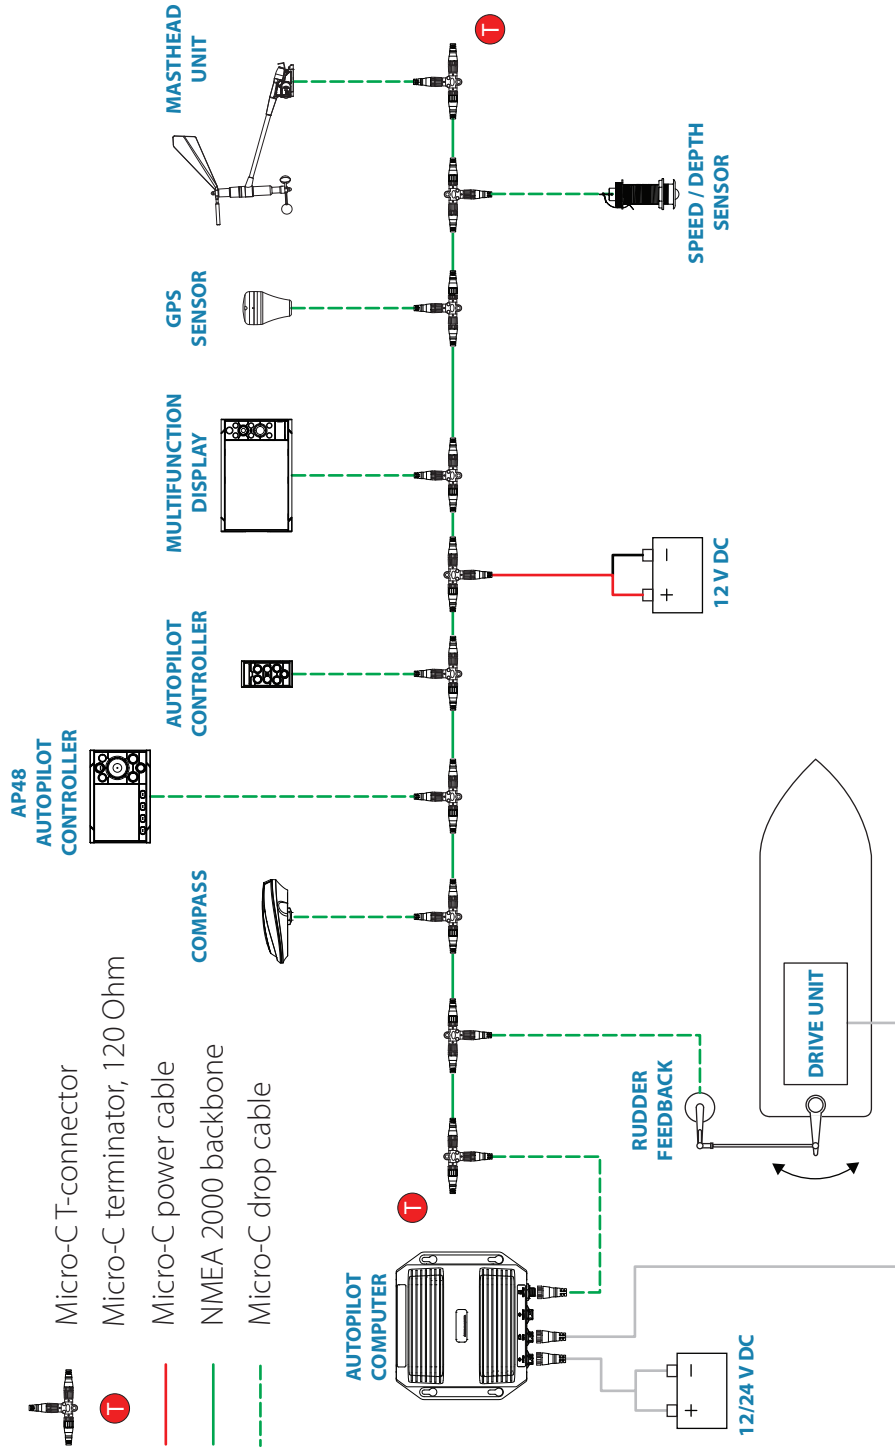 Micro-C T-connector
T
Micro-C terminator, 120 Ohm
Micro-C power cable
NMEA 2000 backbone
Micro-C drop cable
AP48
AUTOPILOT
CONTROLLER
COMPASS
AUTOPILOT
CONTROLLER
MULTIFUNCTION
DISPLAY
GPS
SENSOR
MASTHEAD
UNIT
T
T
AUTOPILOT
COMPUTER
12 V DC
+
−
SPEED / DEPTH
SENSOR
RUDDER
FEEDBACK
DRIVE UNIT
12/24 V DC
+
−